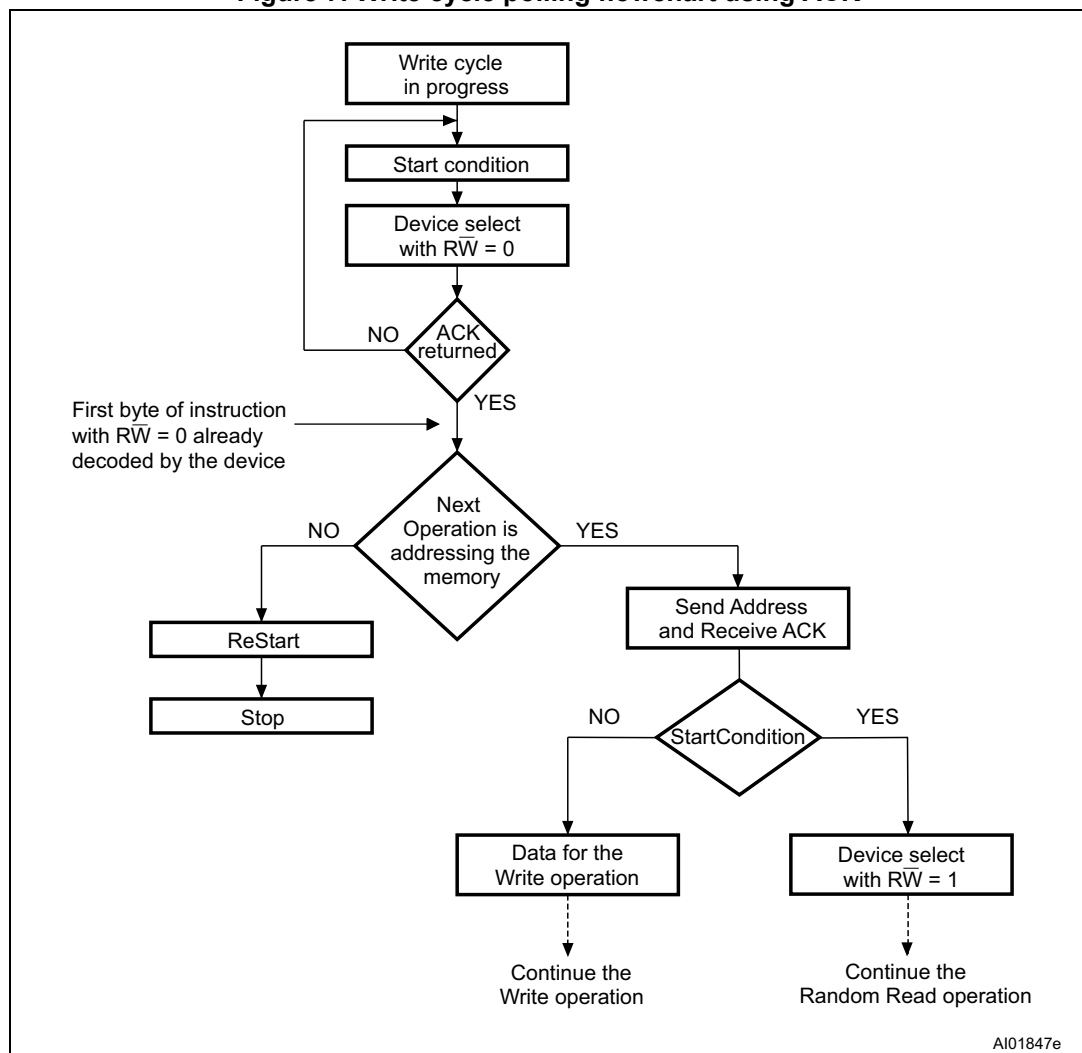 Figure 7. Write cycle polling flowchart using ACK
Write cycle
in progress
Start condition
Device select
with RW̅ = 0
NO
ACK
returned
YES
First byte of instruction
with RW̅ = 0 already
decoded by the device
Next
Operation is
addressing the
memory
NO
YES
Send Address
and Receive ACK
ReStart
Stop
NO
StartCondition
YES
Data for the
Write operation
Device select
with RW̅ = 1
Continue the
Write operation
Continue the
Random Read operation
AI01847e